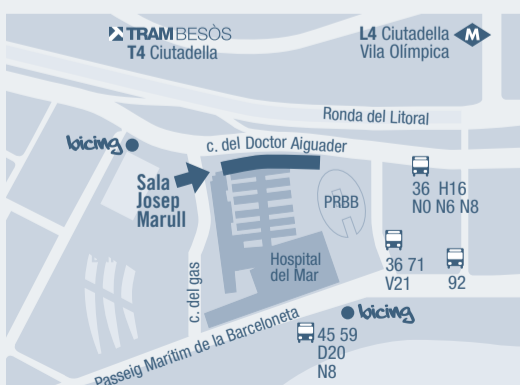 TRAMBESÒS
T4 Ciutadella
L4 Ciutadella M
Vila Olímpica
Ronda del Litoral
bicing
c. del Doctor Aiguader
Sala
Josep
Marull
PRBB
36 H16
N0 N6 N8
Hospital
del Mar
c. del gas
36 71
V21
92
bicing
Passeig Marítim de la Barceloneta
45 59
D20
N8